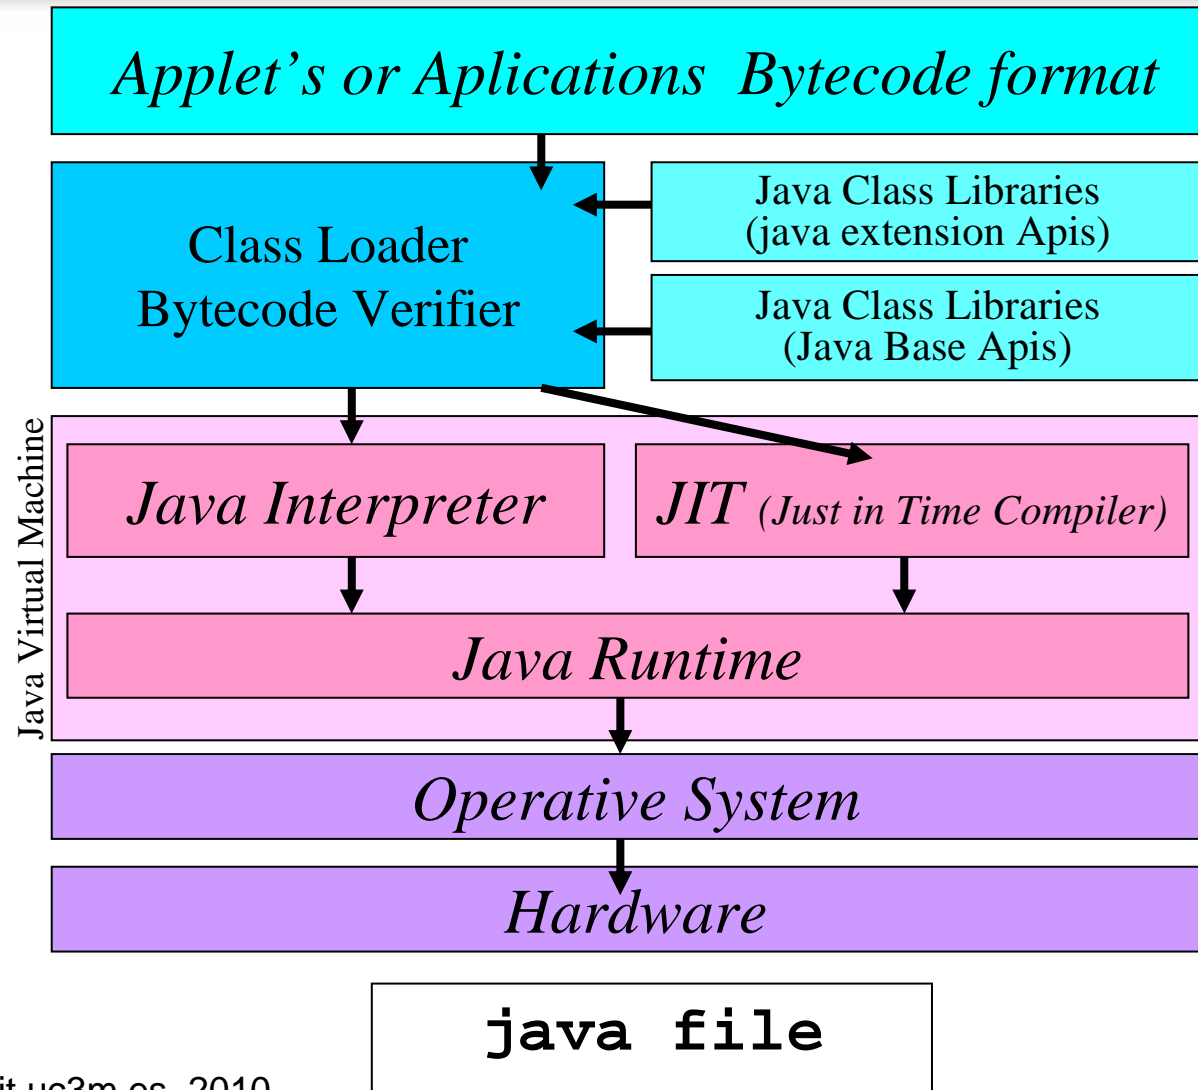 Applet’s or Aplications Bytecode format
Class Loader
Bytecode Verifier
Java Class Libraries
(java extension Apis)
Java Class Libraries
(Java Base Apis)
Java Virtual Machine
Java Interpreter
JIT (Just in Time Compiler)
Java Runtime
Operative System
Hardware
java file
2010